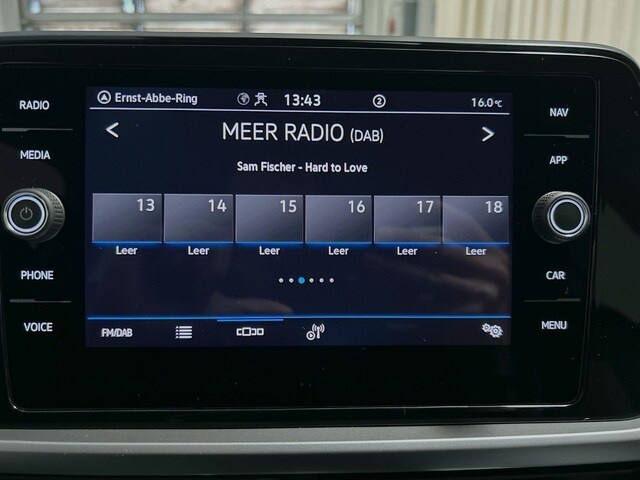 RADIO
MEDIA
PHONE
VOICE
Ernst-Abbe-Ring 13:43 2 16.0°C
< MEER RADIO (DAB) >
Sam Fischer - Hard to Love
13 14 15 16 17 18
Leer Leer Leer Leer Leer Leer
FM/DAB
NAV
APP
CAR
MENU